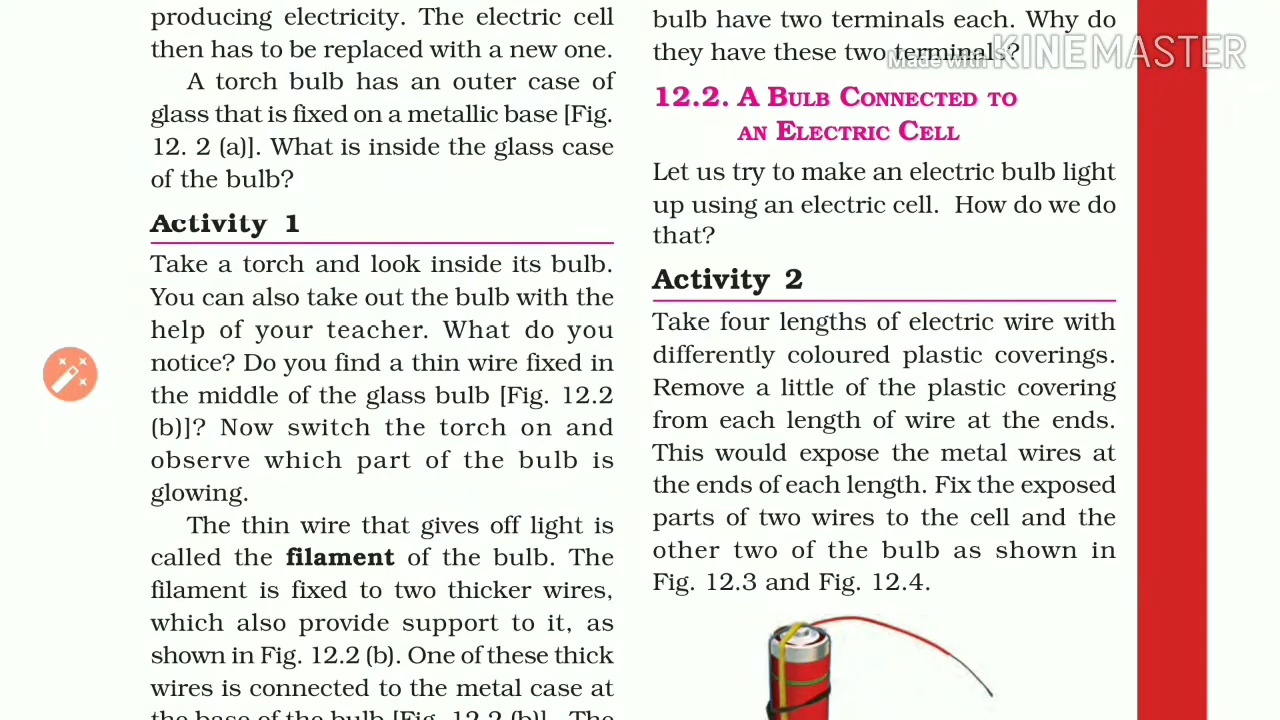 producing electricity. The electric cell
then has to be replaced with a new one.
A torch bulb has an outer case of
glass that is fixed on a metallic base [Fig.
12. 2 (a)]. What is inside the glass case
of the bulb?
Activity 1
Take a torch and look inside its bulb.
You can also take out the bulb with the
help of your teacher. What do you
notice? Do you find a thin wire fixed in
the middle of the glass bulb [Fig. 12.2
(b)]? Now switch the torch on and
observe which part of the bulb is
glowing.
The thin wire that gives off light is
called the filament of the bulb. The
filament is fixed to two thicker wires,
which also provide support to it, as
shown in Fig. 12.2 (b). One of these thick
wires is connected to the metal case at
the base of the bulb [Fig. 12.2 (b)]. The
bulb have two terminals each. Why do
they have these two terminals?
Made with KINEMASTER
12.2. A BULB CONNECTED TO
AN ELECTRIC CELL
Let us try to make an electric bulb light
up using an electric cell. How do we do
that?
Activity 2
Take four lengths of electric wire with
differently coloured plastic coverings.
Remove a little of the plastic covering
from each length of wire at the ends.
This would expose the metal wires at
the ends of each length. Fix the exposed
parts of two wires to the cell and the
other two of the bulb as shown in
Fig. 12.3 and Fig. 12.4.